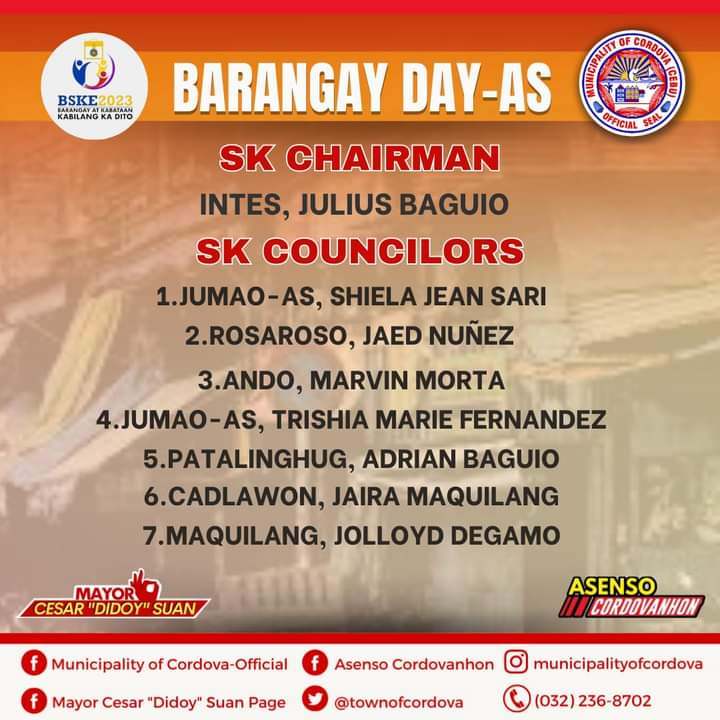 BSKE2023
BARANGAY AT KABATAAN
KABILANG KA DITO
BARANGAY DAY-AS
MUNICIPALITY OF CORDOVA (CEBU)
OFFICIAL SEAL
SK CHAIRMAN
INTES, JULIUS BAGUIO
SK COUNCILORS
1.JUMAO-AS, SHIELA JEAN SARI
2.ROSAROSO, JAED NUÑEZ
3.ANDO, MARVIN MORTA
4.JUMAO-AS, TRISHIA MARIE FERNANDEZ
5.PATALINGHUG, ADRIAN BAGUIO
6.CADLAWON, JAIRA MAQUILANG
7.MAQUILANG, JOLLOYD DEGAMO
MAYOR
CESAR "DIDOY" SUAN
ASENSO
CORDOVANHON
Municipality of Cordova-Official
Asenso Cordovanhon
municipalityofcordova
Mayor Cesar "Didoy" Suan Page
@townofcordova
(032) 236-8702